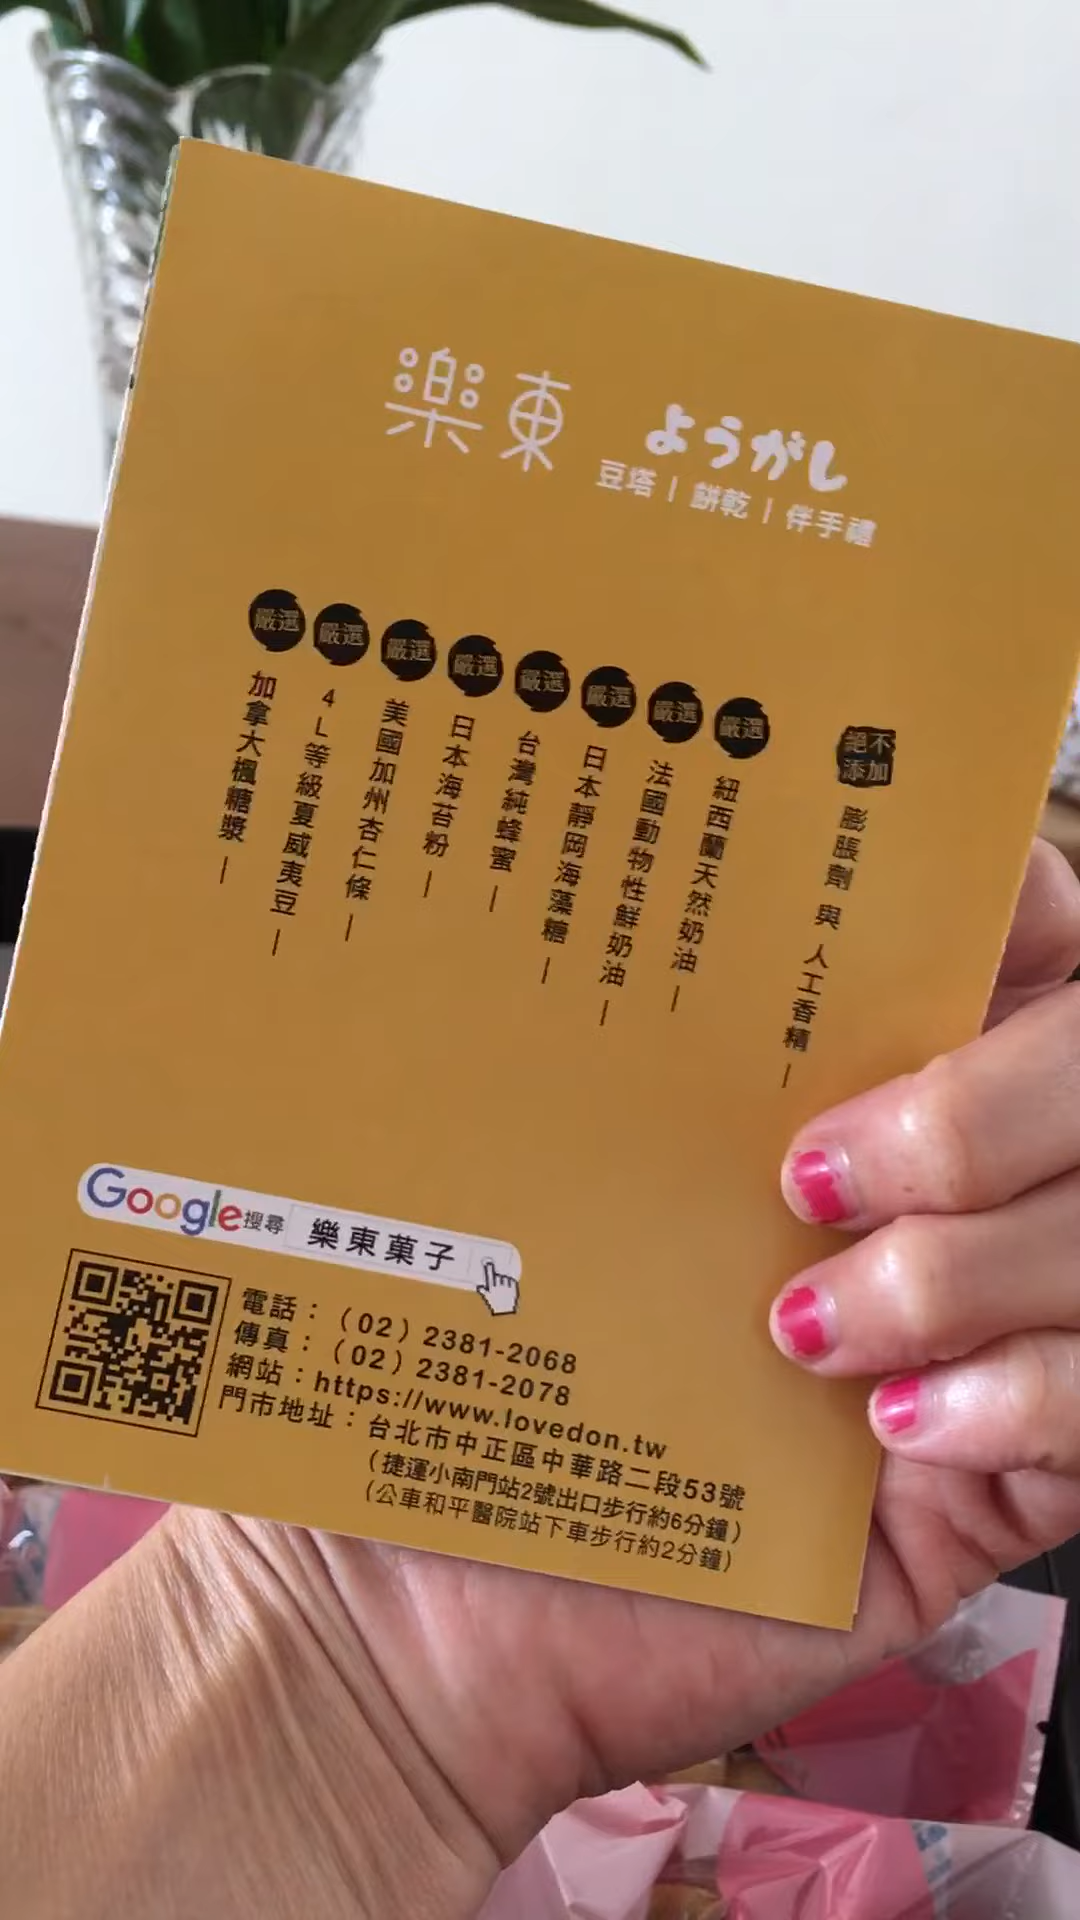 樂東 ようがし
豆塔 | 餅乾 | 伴手禮
絕不添加 膨脹劑 與 人工香精 |
嚴選 紐西蘭天然奶油 |
嚴選 法國動物性鮮奶油 |
嚴選 日本靜岡海藻糖 |
嚴選 台灣純蜂蜜 |
嚴選 日本海苔粉 |
嚴選 美國加州杏仁條 |
嚴選 4L等級夏威夷豆 |
嚴選 加拿大楓糖漿 |
Google搜尋 樂東菓子
電話：（02）2381-2068
傳真：（02）2381-2078
網站：https://www.lovedon.tw
門市地址：台北市中正區中華路二段53號
（捷運小南門站2號出口步行約6分鐘）
（公車和平醫院站下車步行約2分鐘）